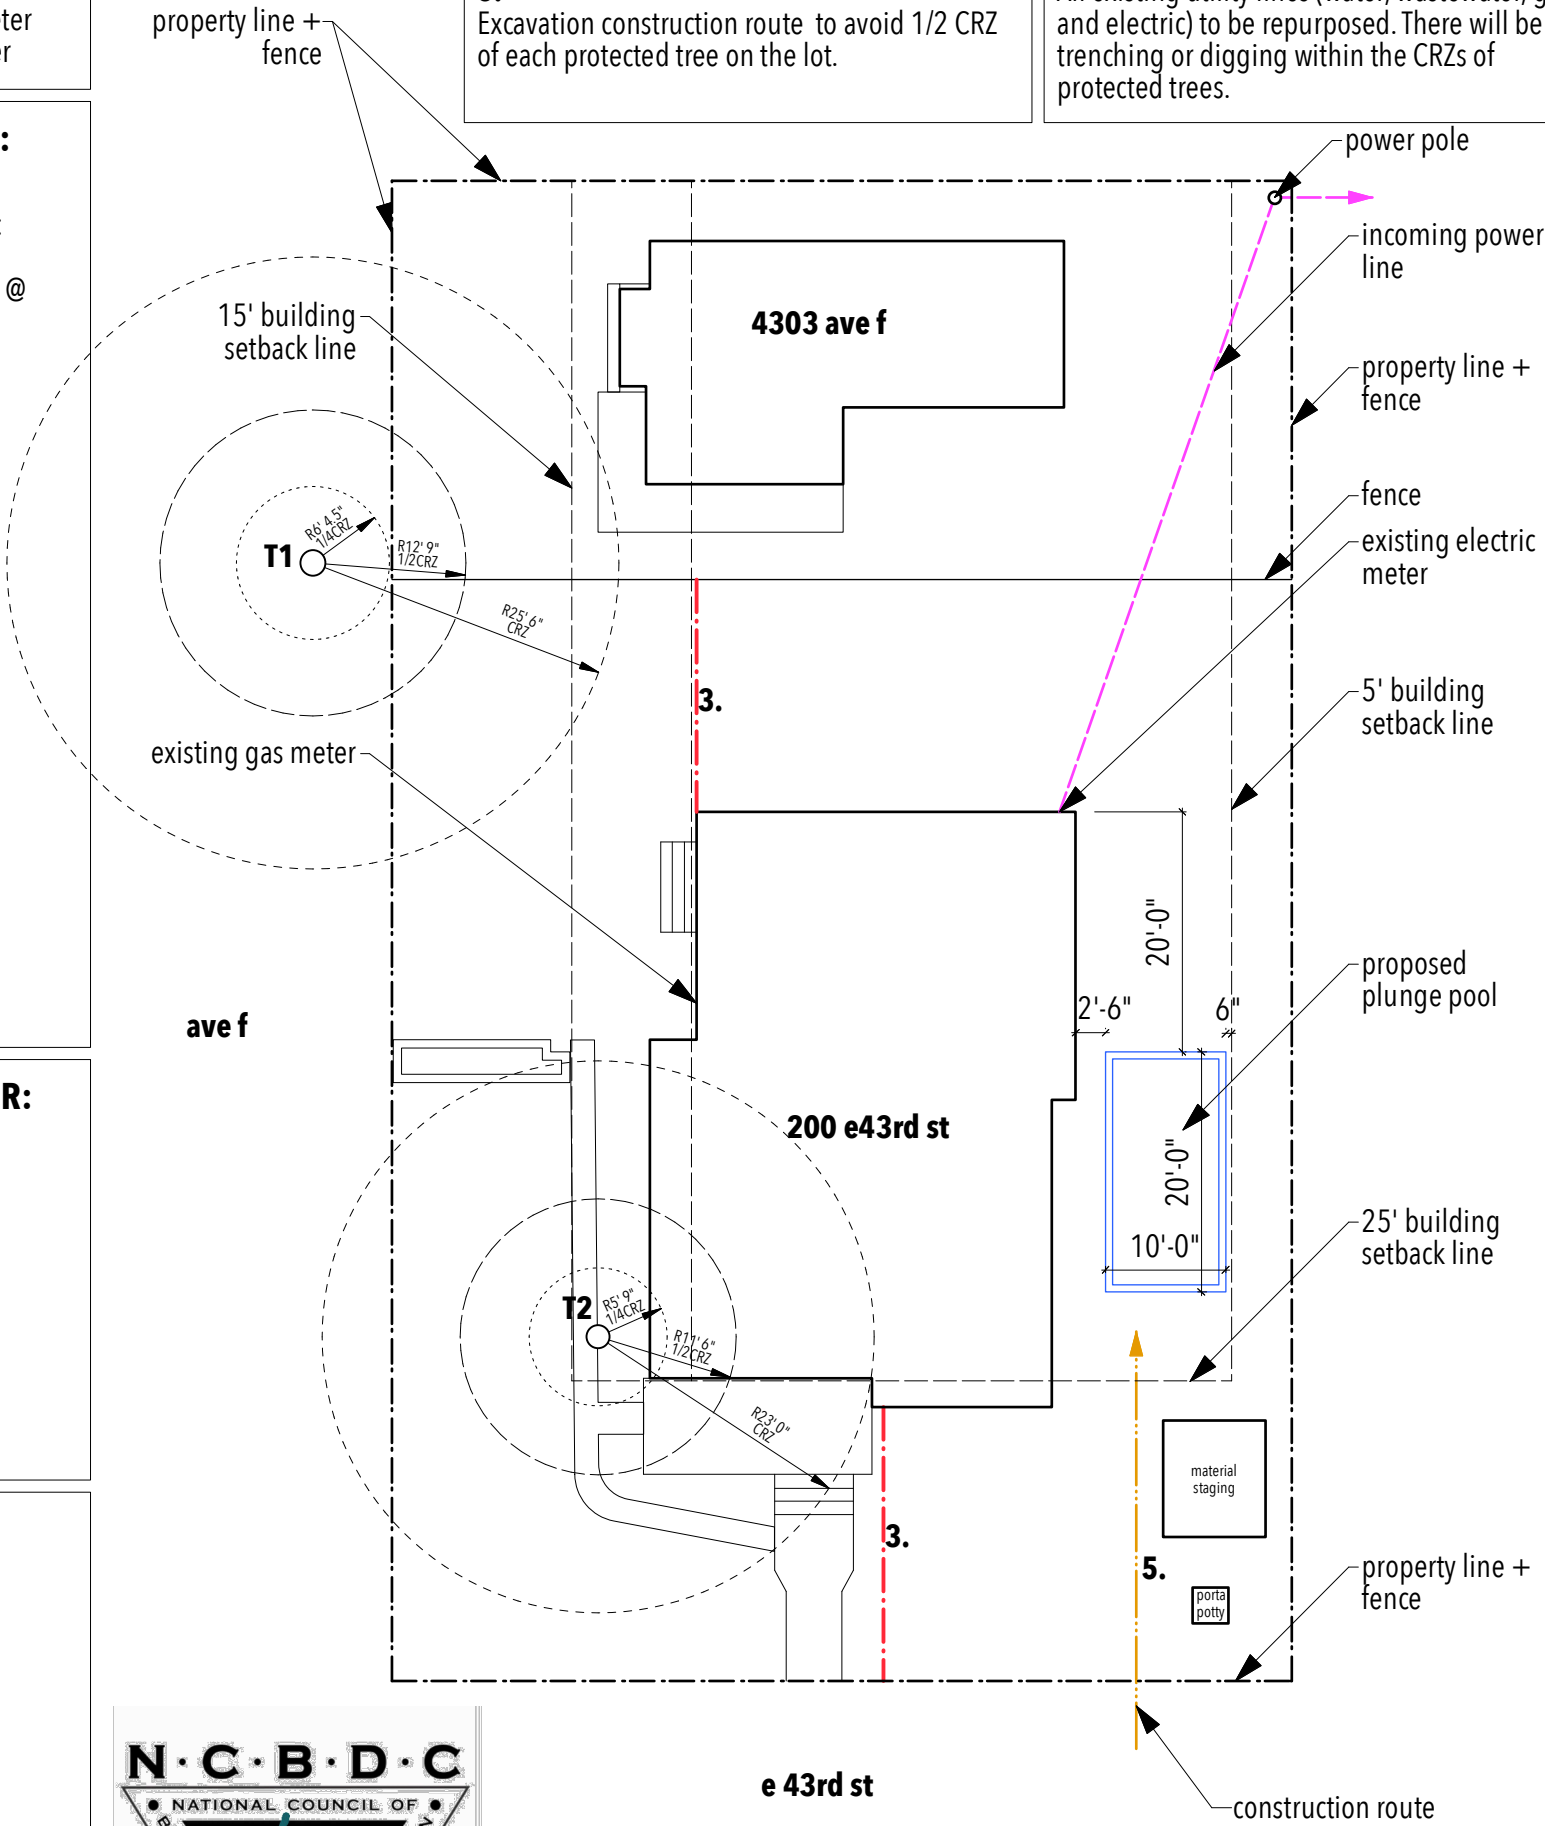 eter
er
:
@
R:
property line +
fence
Excavation construction route to avoid 1/2 CRZ
of each protected tree on the lot.
and electric) to be repurposed. There will be
trenching or digging within the CRZs of
protected trees.
power pole
incoming power
line
4303 ave f
15' building
setback line
property line +
fence
fence
existing electric
meter
T1
R6' 4.5"
1/4CRZ
R12' 9"
1/2CRZ
R25' 6"
CRZ
3.
5' building
setback line
existing gas meter
20'-0"
proposed
plunge pool
2'-6"
6"
ave f
200 e43rd st
20'-0"
10'-0"
25' building
setback line
T2
R5' 9"
1/4CRZ
R11' 6"
1/2CRZ
R23' 0"
CRZ
material
staging
3.
5.
porta
potty
property line +
fence
e 43rd st
construction route
N·C·B·D·C
NATIONAL COUNCIL OF